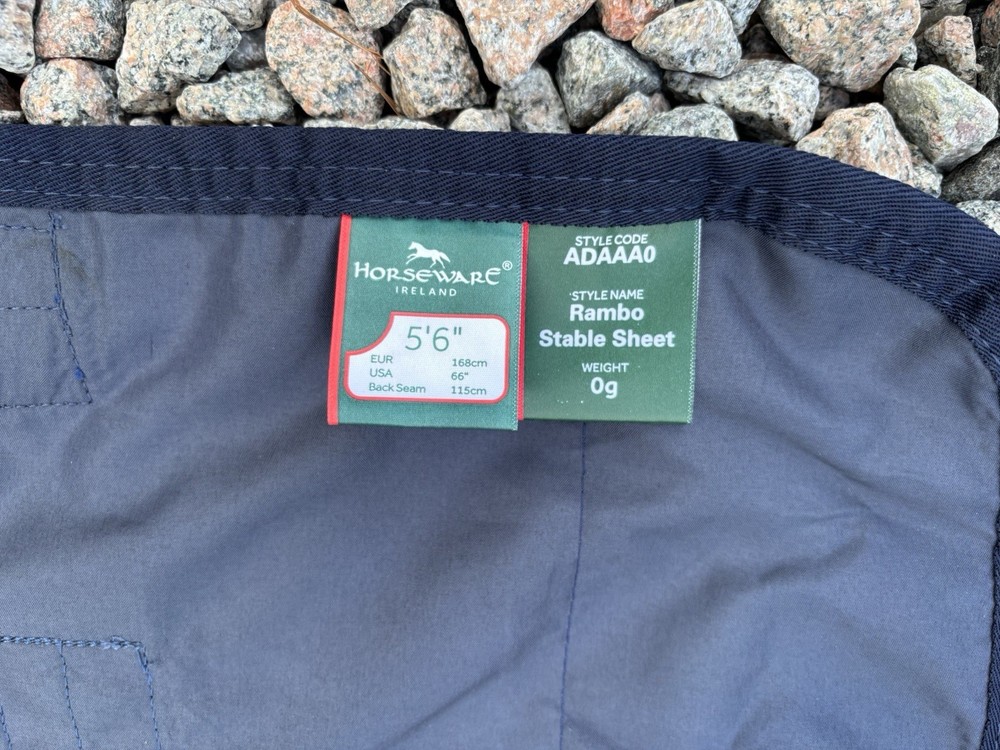 HORSEWARE®
IRELAND
5'6"
EUR 168cm
USA 66"
Back Seam 115cm
STYLE CODE
ADAAA0
STYLE NAME
Rambo
Stable Sheet
WEIGHT
0g